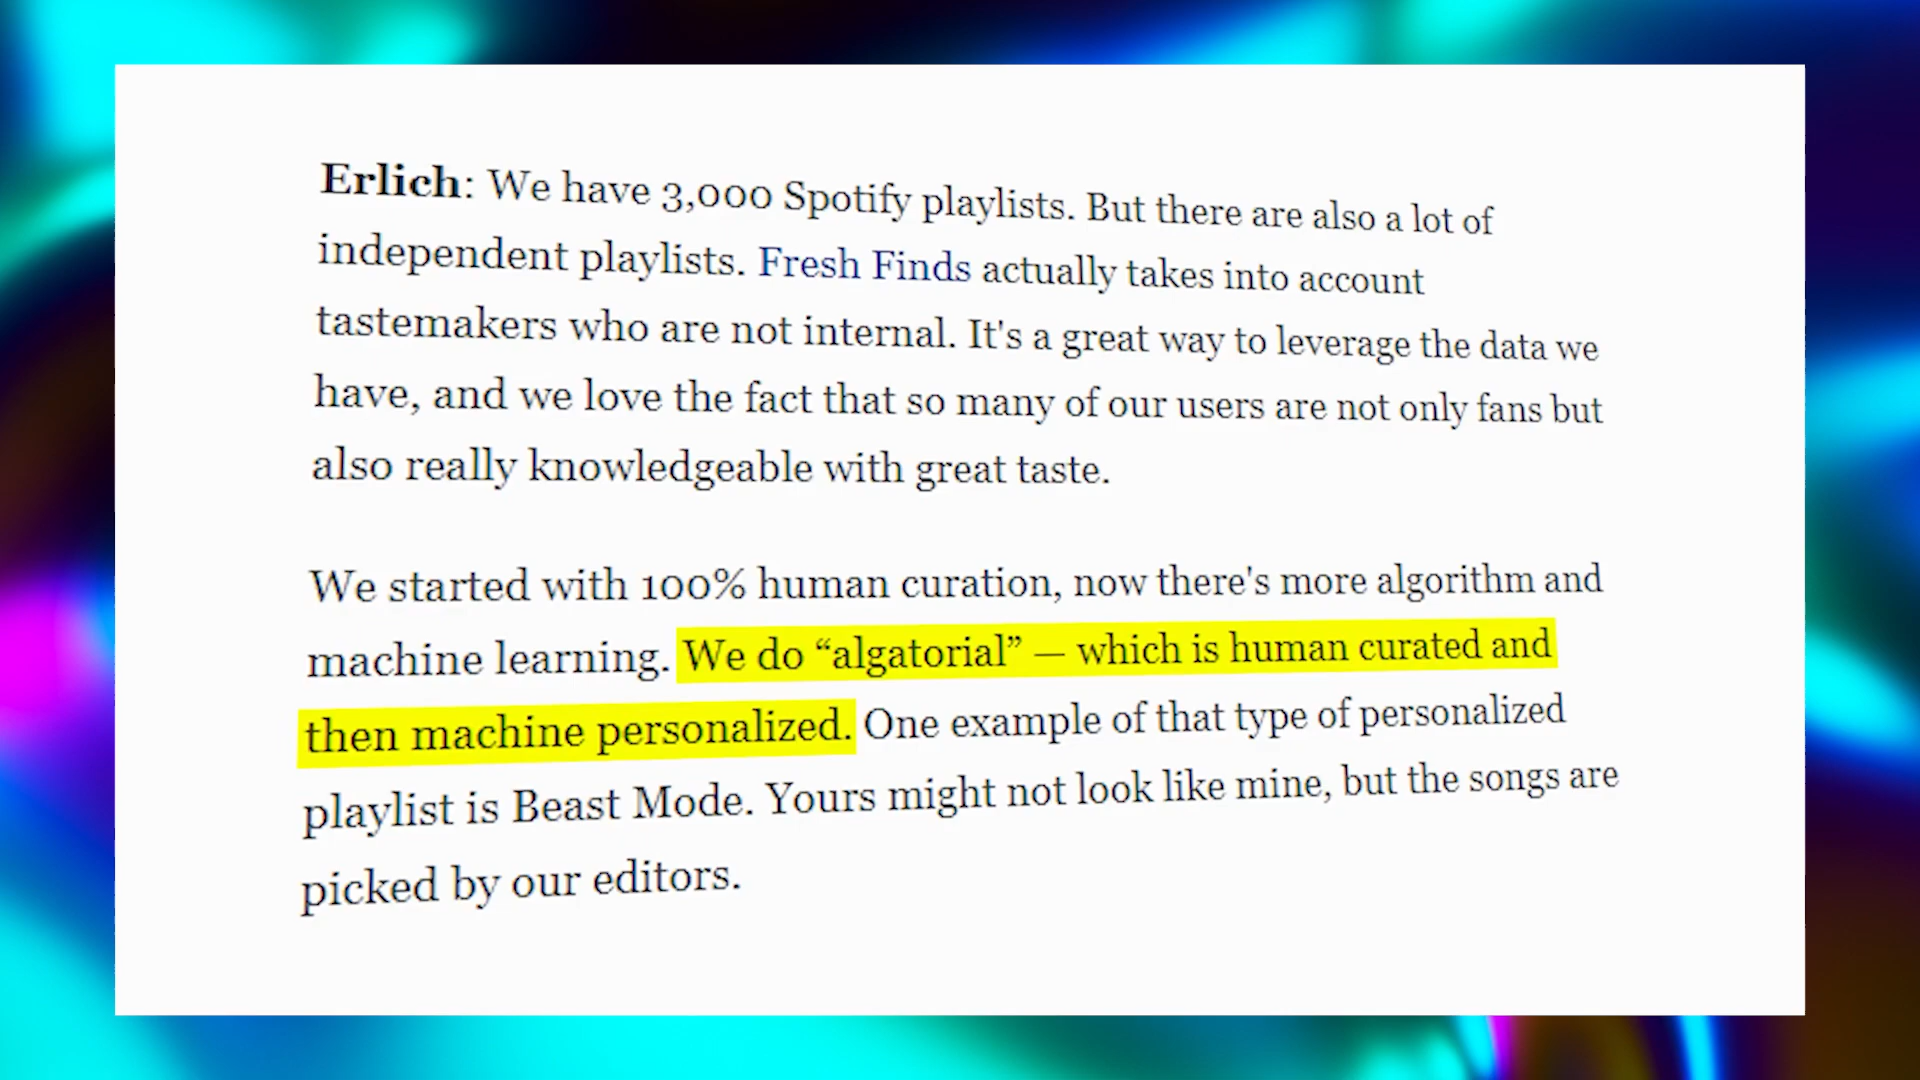 Erlich: We have 3,000 Spotify playlists. But there are also a lot of
independent playlists. Fresh Finds actually takes into account
tastemakers who are not internal. It's a great way to leverage the data we
have, and we love the fact that so many of our users are not only fans but
also really knowledgeable with great taste.
We started with 100% human curation, now there's more algorithm and
machine learning. We do “algatorial” — which is human curated and
then machine personalized. One example of that type of personalized
playlist is Beast Mode. Yours might not look like mine, but the songs are
picked by our editors.